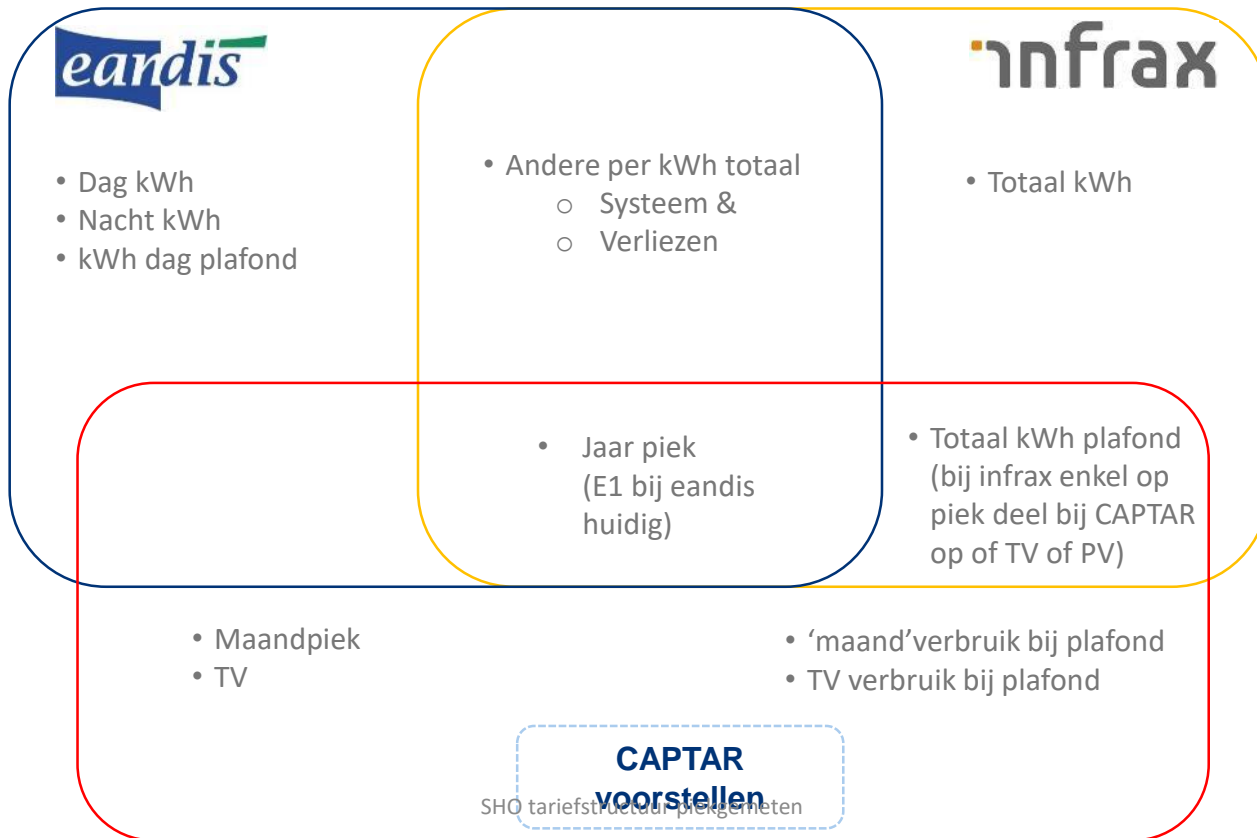 eandis
infrax
• Dag kWh
• Nacht kWh
• kWh dag plafond
• Andere per kWh totaal
o Systeem &
o Verliezen
• Totaal kWh
• Jaar piek
(E1 bij eandis
huidig)
• Totaal kWh plafond
(bij infrax enkel op
piek deel bij CAPTAR
op of TV of PV)
• Maandpiek
• TV
• ‘maand’verbruik bij plafond
• TV verbruik bij plafond
CAPTAR
voorstellen
SHO tariefstructuur piekgemeten